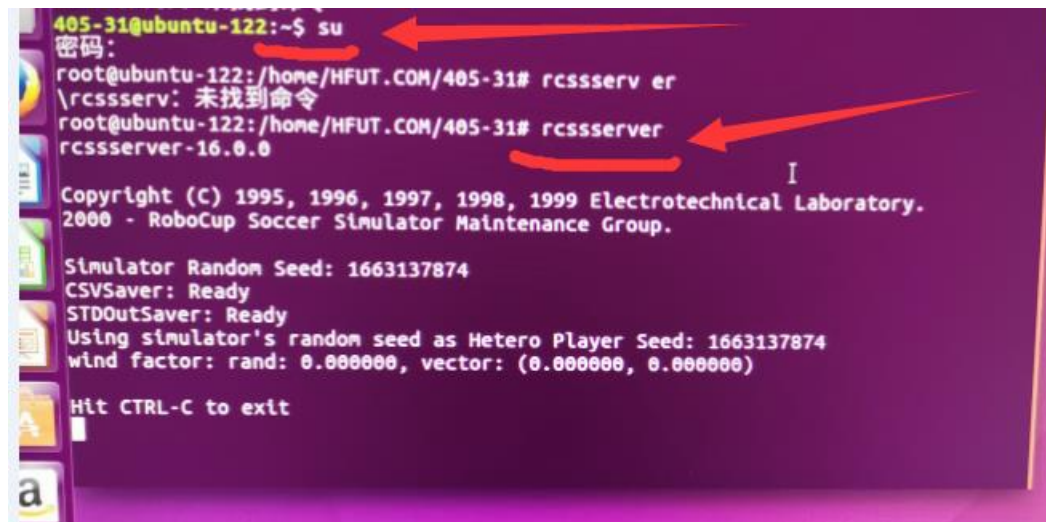 405-31@ubuntu-122:~$ su
密码：
root@ubuntu-122:/home/HFUT.COM/405-31# rcssserv er
\rcssserv：未找到命令
root@ubuntu-122:/home/HFUT.COM/405-31# rcssserver
rcssserver-16.0.0
Copyright (C) 1995, 1996, 1997, 1998, 1999 Electrotechnical Laboratory.
2000 - RoboCup Soccer Simulator Maintenance Group.
Simulator Random Seed: 1663137874
CSVSaver: Ready
STDOutSaver: Ready
Using simulator's random seed as Hetero Player Seed: 1663137874
wind factor: rand: 0.000000, vector: (0.000000, 0.000000)
Hit CTRL-C to exit
a